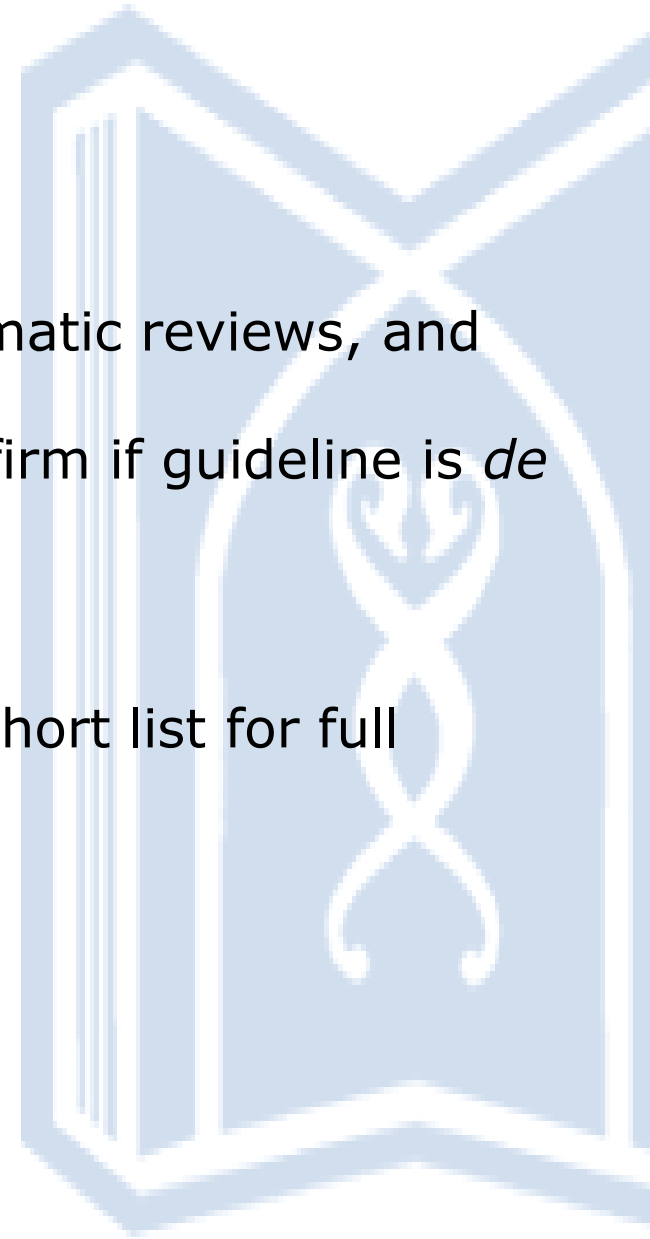 matic reviews, and
firm if guideline is de
hort list for full